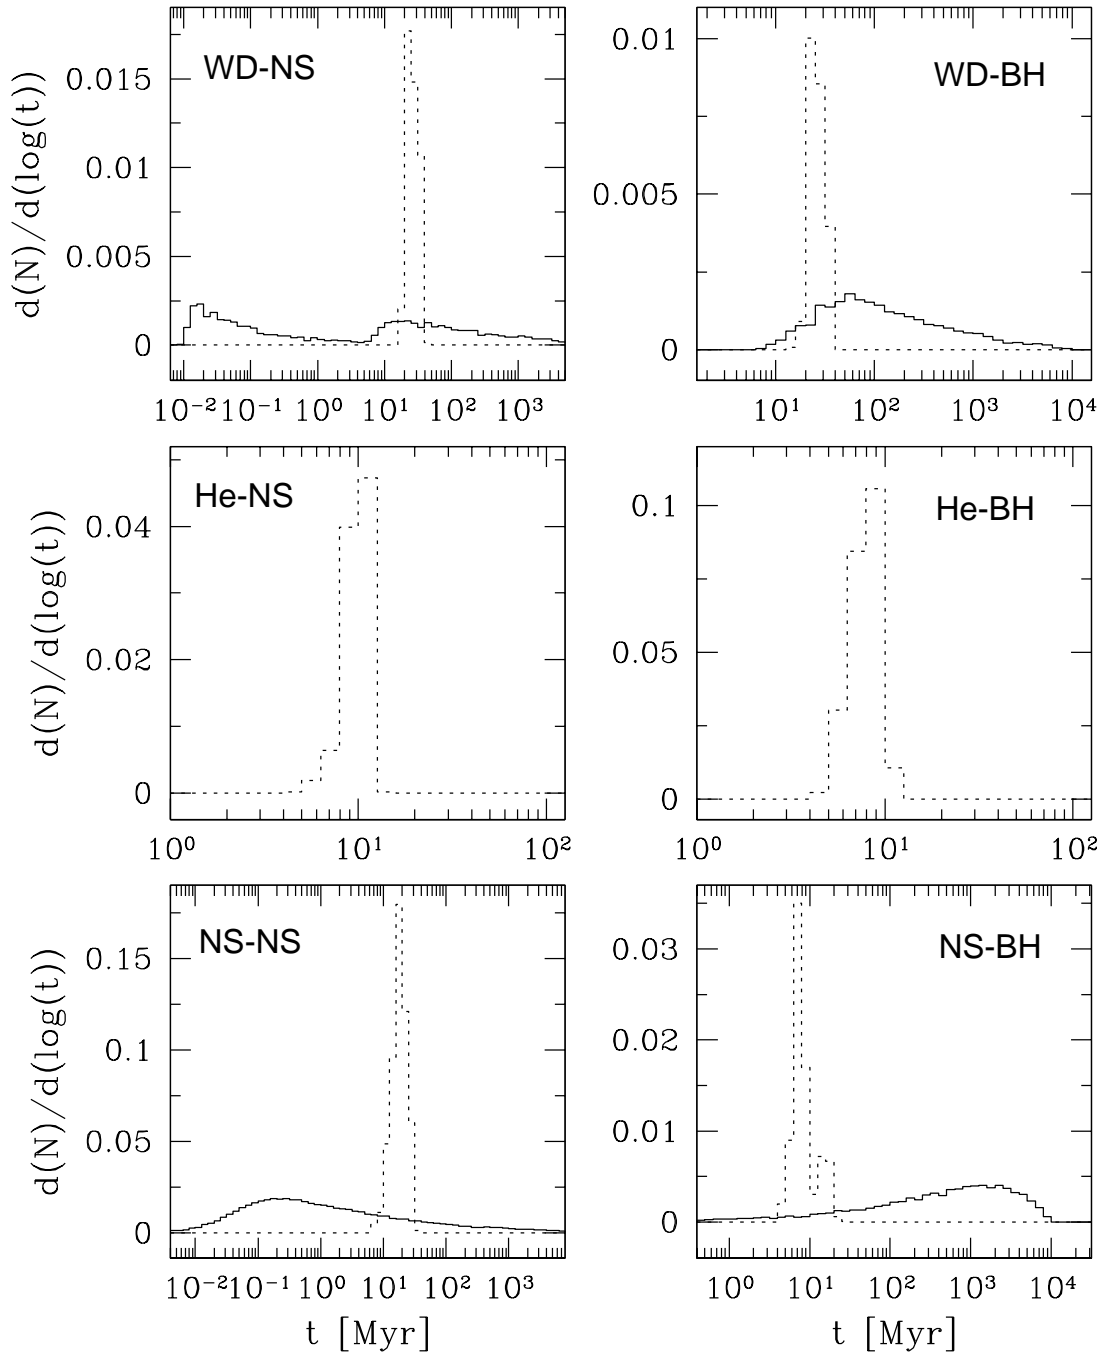 WD-NS
d(N)/d(log(t))
0.015
0.01
0.005
0
10⁻² 10⁻¹ 10⁰ 10¹ 10² 10³
WD-BH
0.01
0.005
0
10¹ 10² 10³ 10⁴
He-NS
d(N)/d(log(t))
0.04
0.02
0
10⁰ 10¹ 10²
He-BH
0.1
0.05
0
10⁰ 10¹ 10²
NS-NS
d(N)/d(log(t))
0.15
0.1
0.05
0
10⁻² 10⁻¹ 10⁰ 10¹ 10² 10³
t [Myr]
NS-BH
0.03
0.02
0.01
0
10⁰ 10¹ 10² 10³ 10⁴
t [Myr]